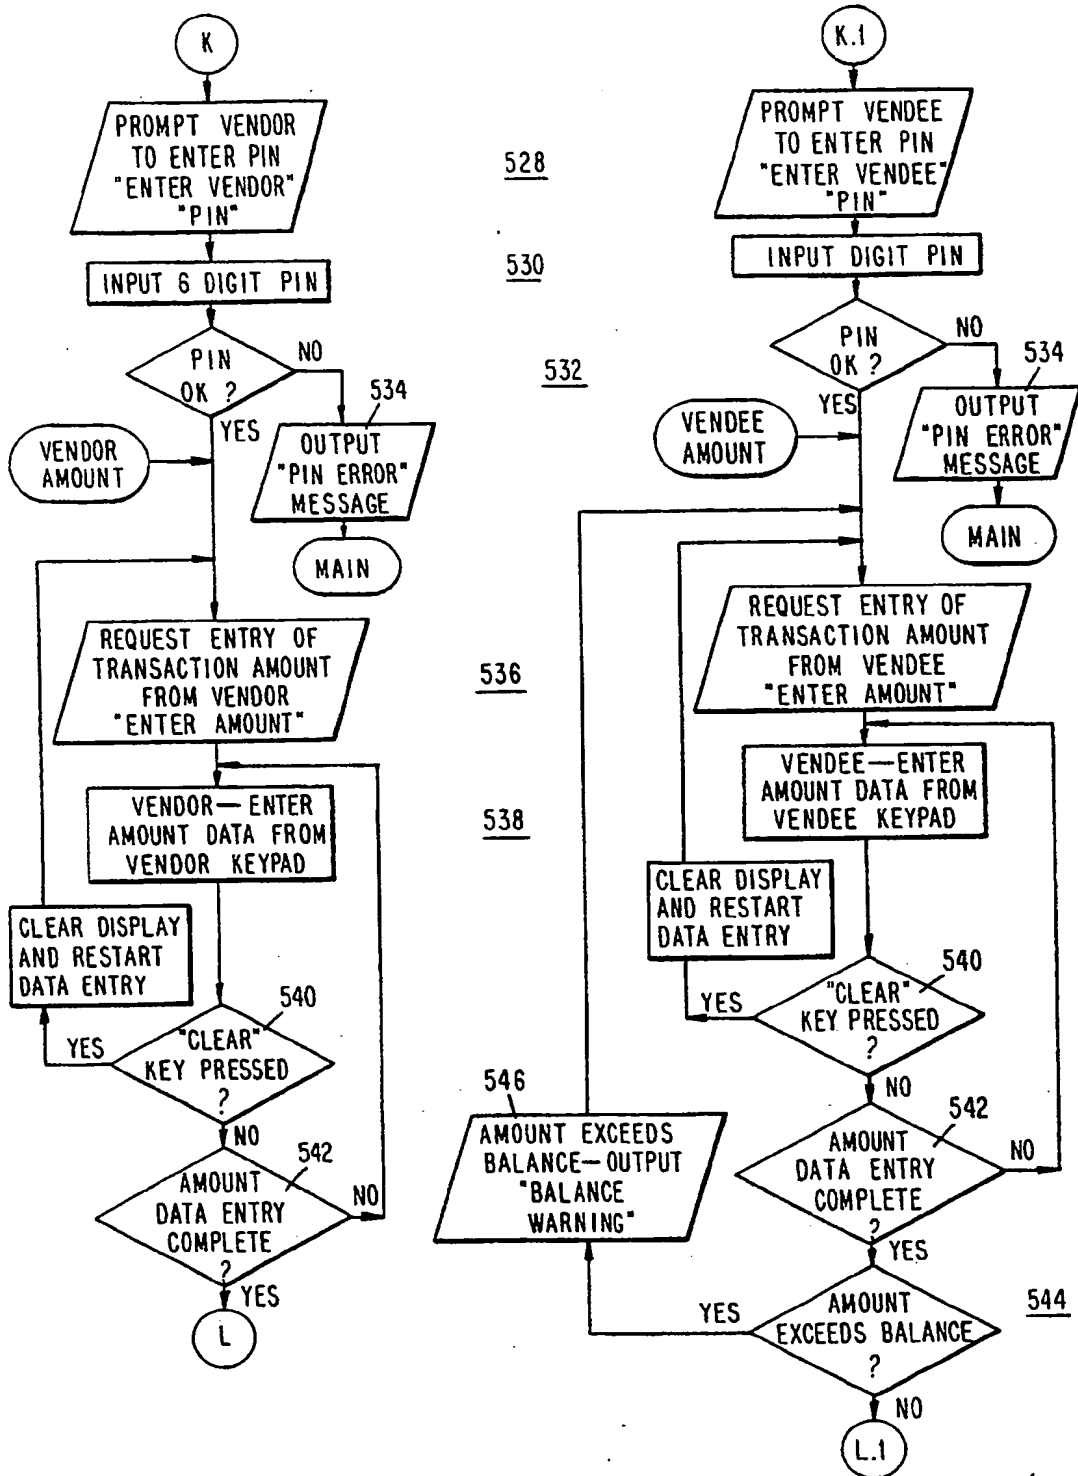 K
PROMPT VENDOR
TO ENTER PIN
"ENTER VENDOR"
"PIN"
INPUT 6 DIGIT PIN
PIN
OK ?
NO
YES
534
OUTPUT
"PIN ERROR"
MESSAGE
MAIN
VENDOR
AMOUNT
REQUEST ENTRY OF
TRANSACTION AMOUNT
FROM VENDOR
"ENTER AMOUNT"
VENDOR—ENTER
AMOUNT DATA FROM
VENDOR KEYPAD
CLEAR DISPLAY
AND RESTART
DATA ENTRY
540
YES
"CLEAR"
KEY PRESSED
?
NO
542
AMOUNT
DATA ENTRY
COMPLETE
?
NO
YES
L
528
530
532
536
538
K.1
PROMPT VENDEE
TO ENTER PIN
"ENTER VENDEE"
"PIN"
INPUT DIGIT PIN
PIN
OK ?
NO
YES
534
OUTPUT
"PIN ERROR"
MESSAGE
MAIN
VENDEE
AMOUNT
REQUEST ENTRY OF
TRANSACTION AMOUNT
FROM VENDEE
"ENTER AMOUNT"
VENDEE—ENTER
AMOUNT DATA FROM
VENDEE KEYPAD
CLEAR DISPLAY
AND RESTART
DATA ENTRY
540
YES
"CLEAR"
KEY PRESSED
?
NO
542
AMOUNT
DATA ENTRY
COMPLETE
?
NO
YES
546
AMOUNT EXCEEDS
BALANCE—OUTPUT
"BALANCE
WARNING"
YES
AMOUNT
EXCEEDS BALANCE
?
544
NO
L.1